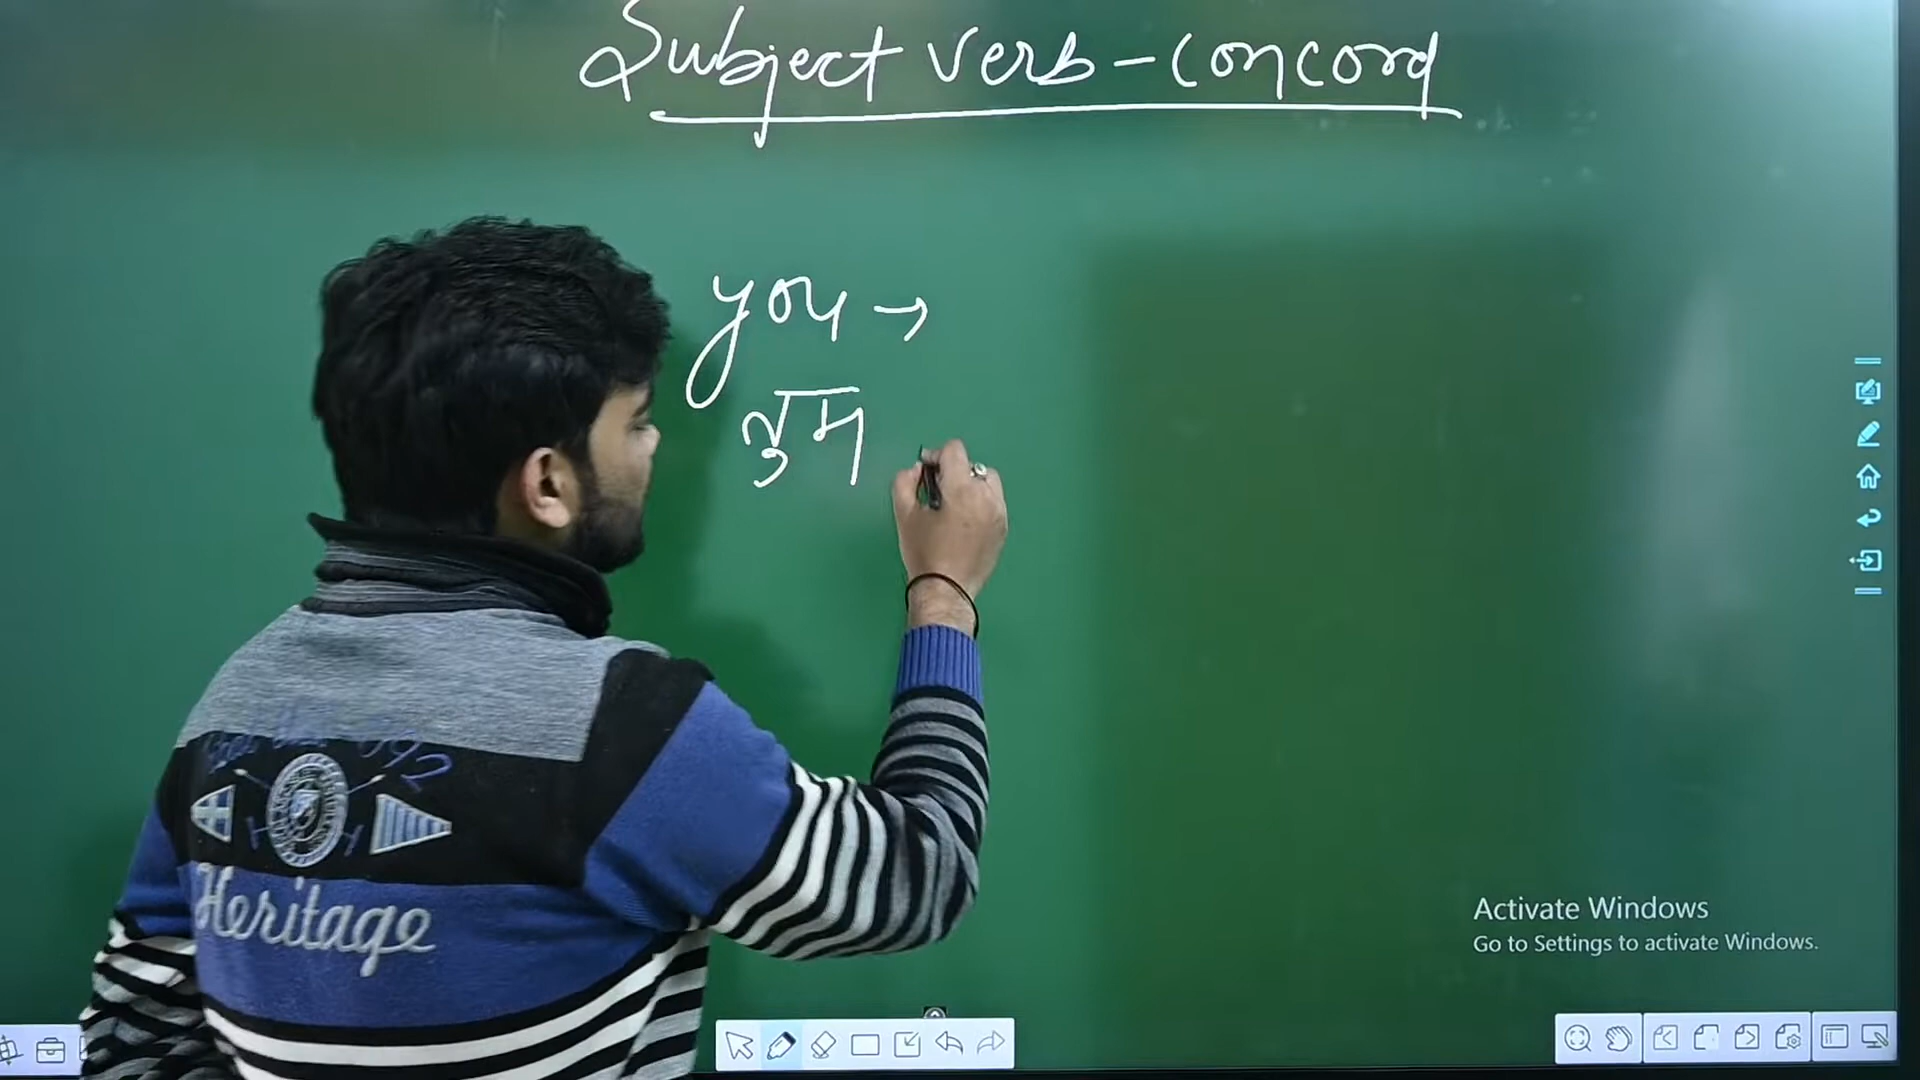 Subject verb-concord
you →
तुम
Heritage
Activate Windows
Go to Settings to activate Windows.